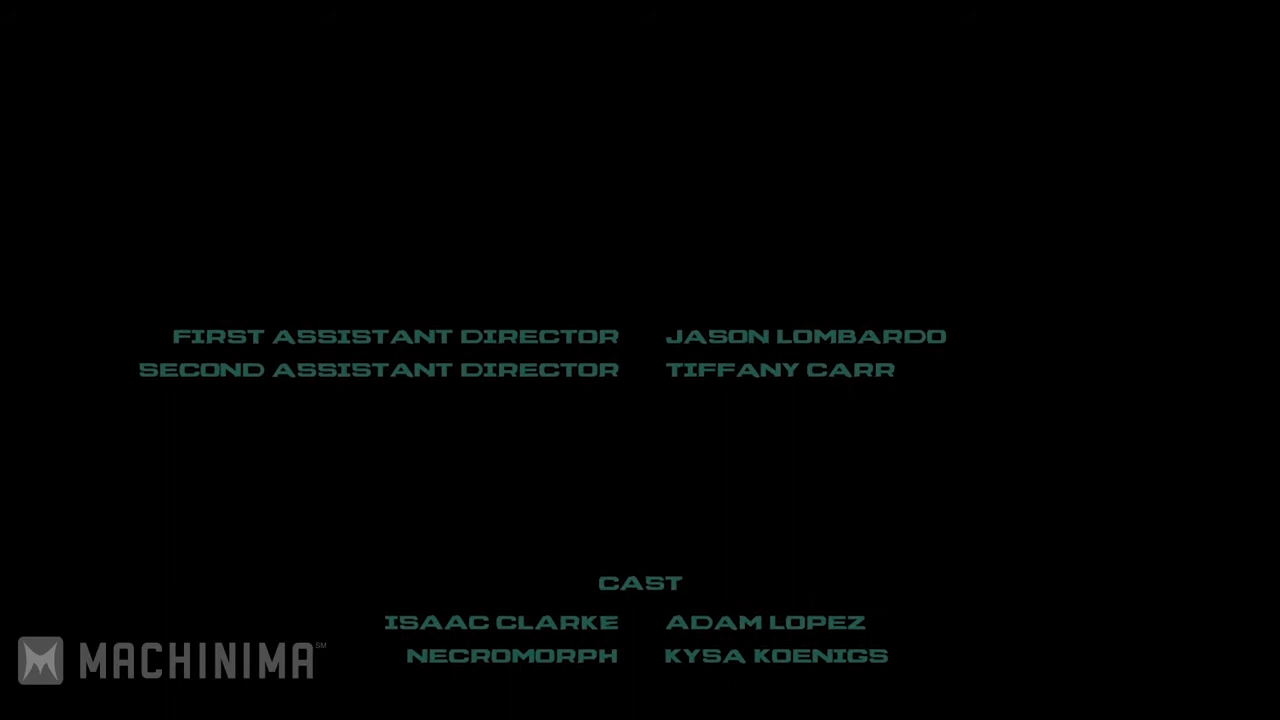 FIRST ASSISTANT DIRECTOR JASON LOMBARDO
SECOND ASSISTANT DIRECTOR TIFFANY CARR
CAST
ISAAC CLARKE ADAM LOPEZ
NECROMORPH KYSA KOENIGS
MACHINIMA SM